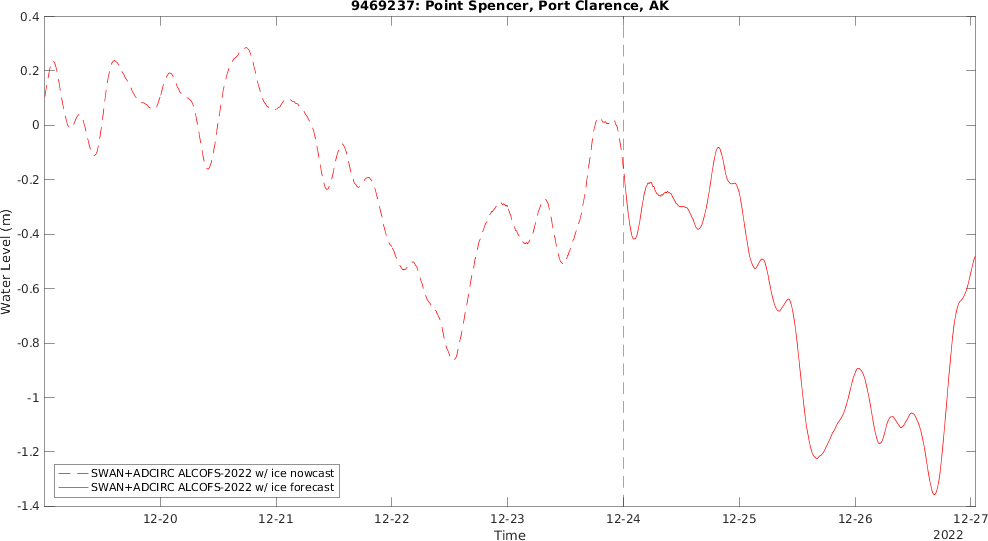 9469237: Point Spencer, Port Clarence, AK
0.4
0.2
0
-0.2
-0.4
-0.6
-0.8
-1
-1.2
-1.4
Water Level (m)
SWAN+ADCIRC ALCOFS-2022 w/ ice nowcast
SWAN+ADCIRC ALCOFS-2022 w/ ice forecast
12-20 12-21 12-22 12-23 12-24 12-25 12-26 12-27
Time
2022